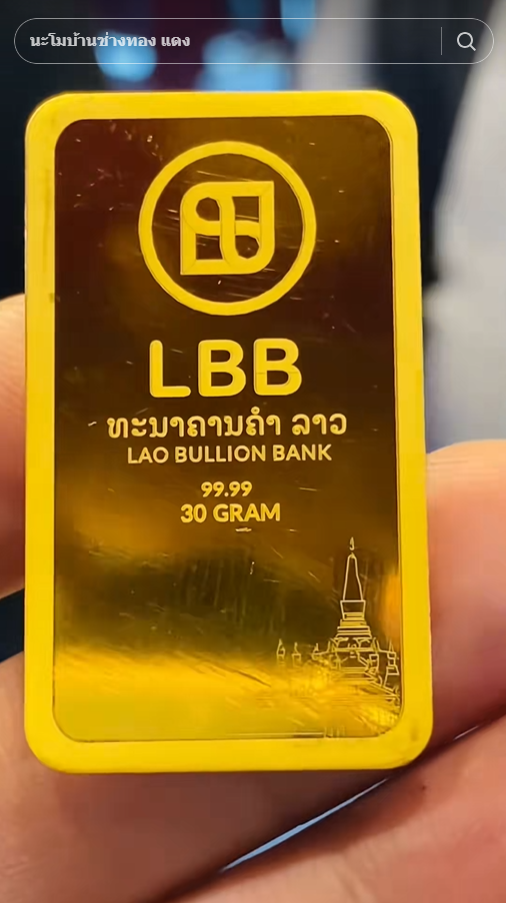 นะโมบ้านช่างทอง แดง
LBB
ທະນາຄານຄຳ ລາວ
LAO BULLION BANK
99.99
30 GRAM